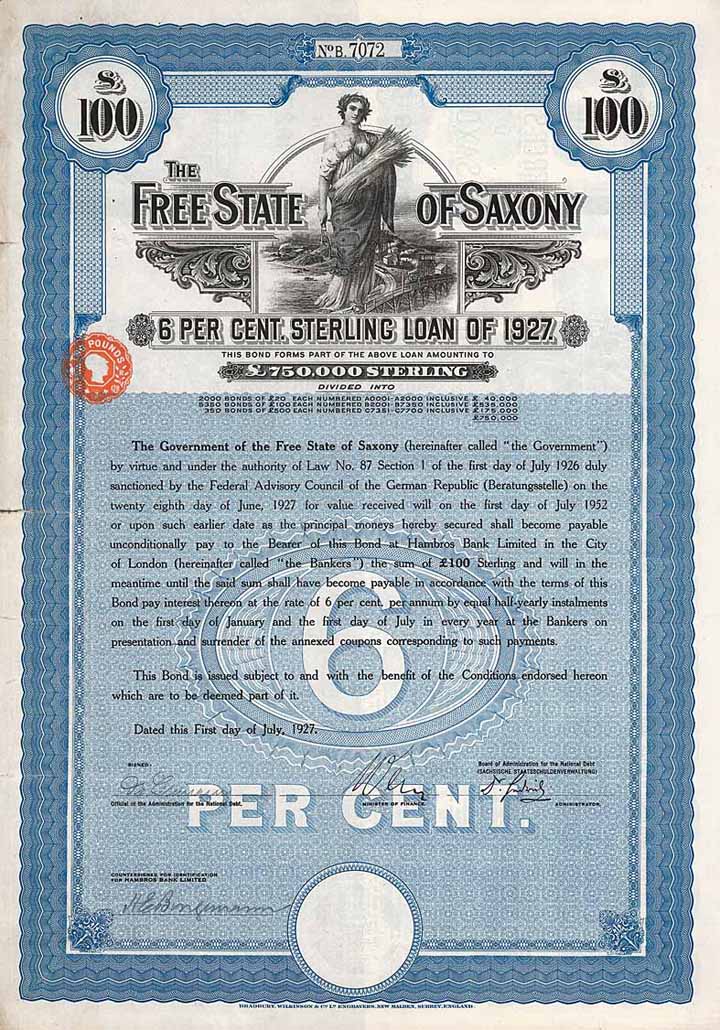 No B. 7072
£ 100
£ 100
THE
FREE STATE OF SAXONY
6 PER CENT. STERLING LOAN OF 1927.
THIS BOND FORMS PART OF THE ABOVE LOAN AMOUNTING TO
£ 750.000 STERLING
DIVIDED INTO
2000 BONDS OF £20 EACH NUMBERED A0001-A2000 INCLUSIVE £ 40,000
5350 BONDS OF £100 EACH NUMBERED B2001-B7350 INCLUSIVE £535,000
350 BONDS OF £500 EACH NUMBERED C7351-C7700 INCLUSIVE £175,000
£750,000
POUNDS
The Government of the Free State of Saxony (hereinafter called "the Government")
by virtue and under the authority of Law No. 87 Section 1 of the first day of July 1926 duly
sanctioned by the Federal Advisory Council of the German Republic (Beratungsstelle) on the
twenty eighth day of June, 1927 for value received will on the first day of July 1952
or upon such earlier date as the principal moneys hereby secured shall become payable
unconditionally pay to the Bearer of this Bond at Hambros Bank Limited in the City
of London (hereinafter called "the Bankers") the sum of £100 Sterling and will in the
meantime until the said sum shall have become payable in accordance with the terms of this
Bond pay interest thereon at the rate of 6 per cent. per annum by equal half-yearly instalments
on the first day of January and the first day of July in every year at the Bankers on
presentation and surrender of the annexed coupons corresponding to such payments.
6
This Bond is issued subject to and with the benefit of the Conditions endorsed hereon
which are to be deemed part of it.
Dated this First day of July, 1927.
SIGNED:
Board of Administration for the National Debt
(SÄCHSISCHE STAATSSCHULDENVERWALTUNG)
Official of the Administration for the National Debt.
MINISTER OF FINANCE.
ADMINISTRATOR.
PER CENT.
COUNTERSIGNED FOR IDENTIFICATION
FOR HAMBROS BANK LIMITED
BRADBURY, WILKINSON & Co Ld ENGRAVERS, NEW MALDEN, SURREY, ENGLAND.